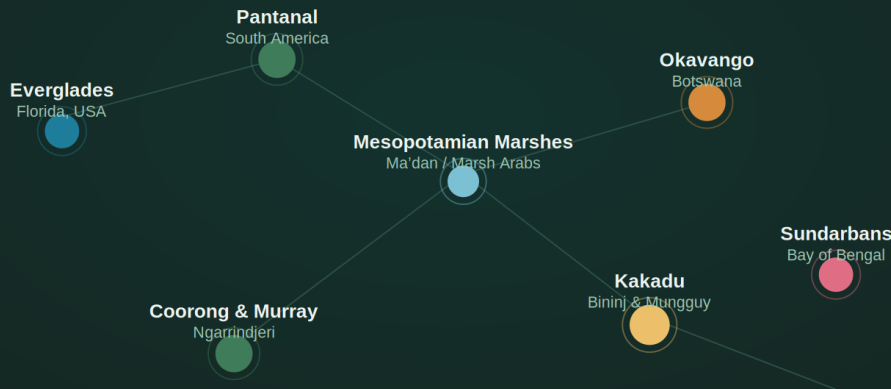 Pantanal
South America
Everglades
Florida, USA
Okavango
Botswana
Mesopotamian Marshes
Ma’dan / Marsh Arabs
Sundarbans
Bay of Bengal
Kakadu
Bininj & Mungguy
Coorong & Murray
Ngarrindjeri